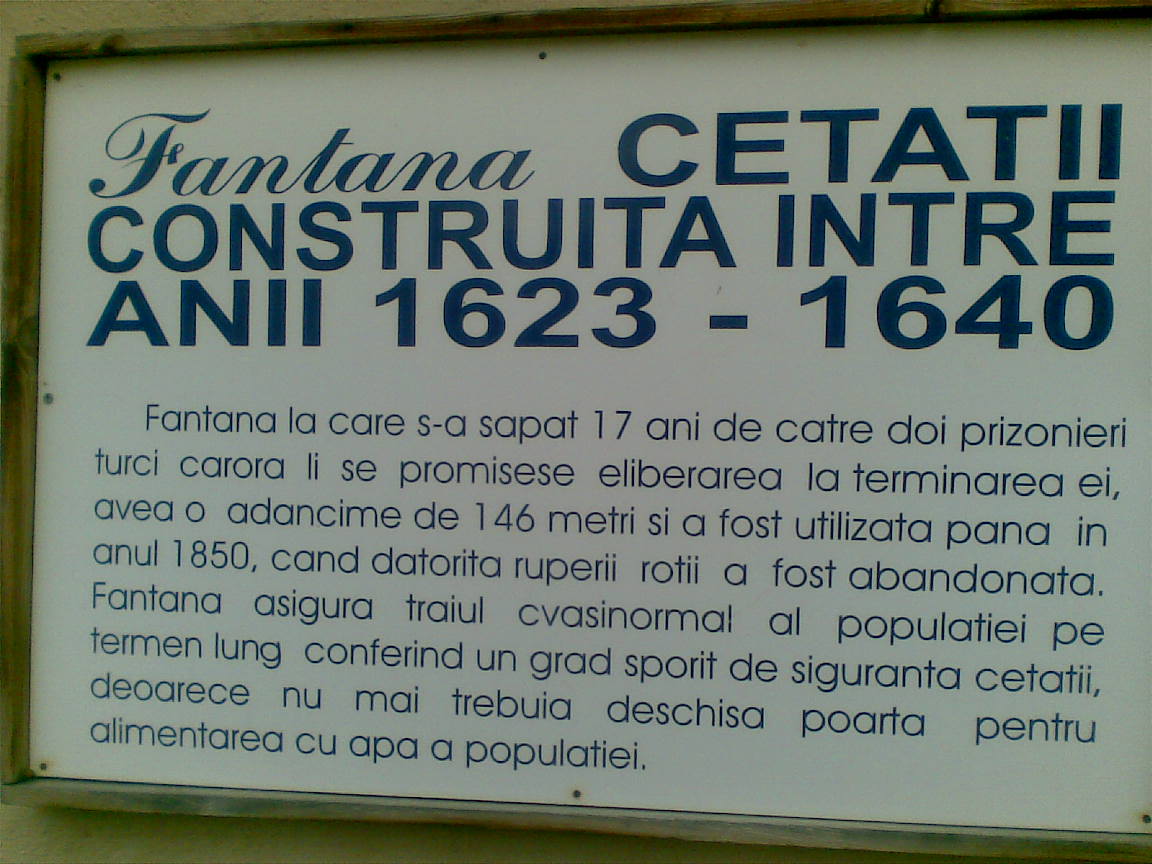 Fantana CETATII
CONSTRUITA INTRE
ANII 1623 - 1640
Fantana la care s-a sapat 17 ani de catre doi prizonieri
turci carora li se promisese eliberarea la terminarea ei,
avea o adancime de 146 metri si a fost utilizata pana in
anul 1850, cand datorita ruperii rotii a fost abandonata.
Fantana asigura traiul cvasinormal al populatiei pe
termen lung conferind un grad sporit de siguranta cetatii,
deoarece nu mai trebuia deschisa poarta pentru
alimentarea cu apa a populatiei.